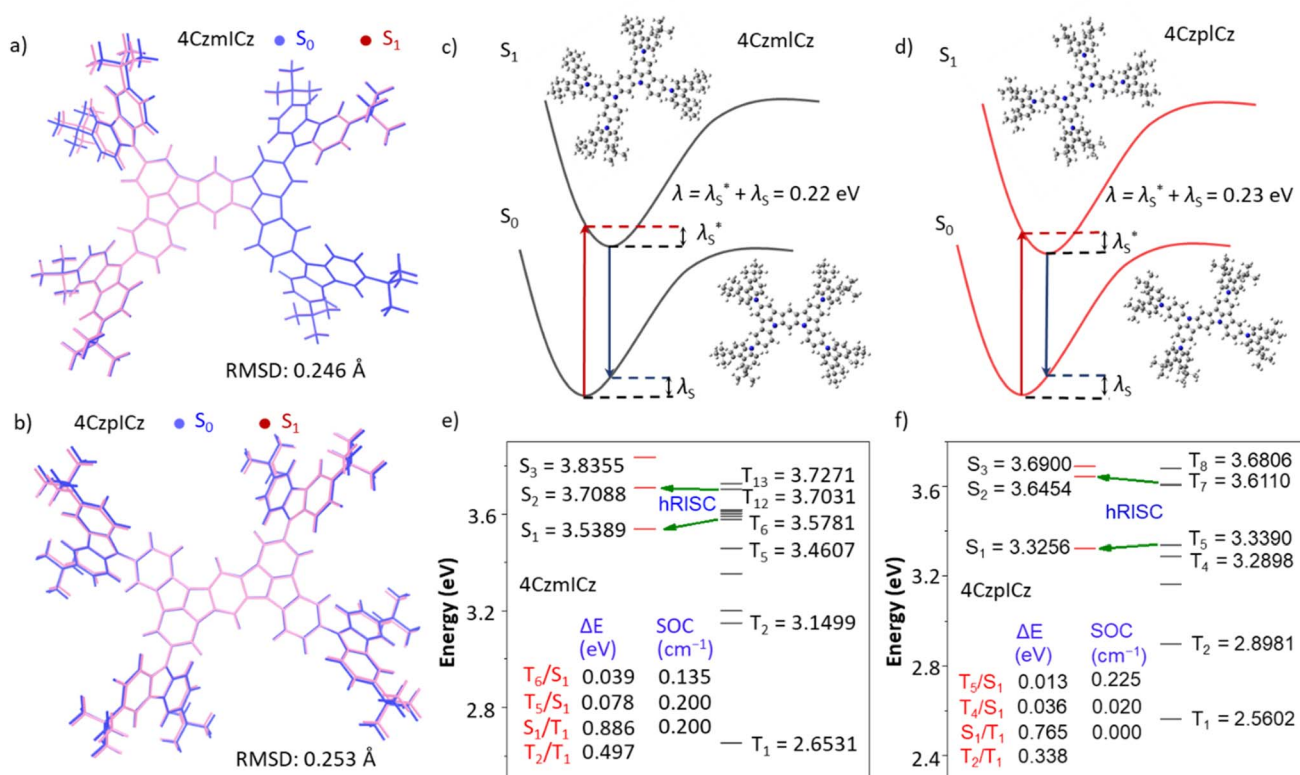 a)
4CzmICz S0 S1
RMSD: 0.246 Å
b)
4CzpICz S0 S1
RMSD: 0.253 Å
c)
4CzmICz
S1
S0
λ = λS* + λS = 0.22 eV
λS*
λS
d)
4CzpICz
S1
S0
λ = λS* + λS = 0.23 eV
λS*
λS
e)
Energy (eV)
3.6
3.2
2.8
S3 = 3.8355
S2 = 3.7088
S1 = 3.5389
hRISC
T13 = 3.7271
T12 = 3.7031
T6 = 3.5781
T5 = 3.4607
T2 = 3.1499
T1 = 2.6531
4CzmICz
ΔE SOC
(eV) (cm−1)
T6/S1 0.039 0.135
T5/S1 0.078 0.200
S1/T1 0.886 0.200
T2/T1 0.497
f)
Energy (eV)
3.6
3.2
2.8
2.4
S3 = 3.6900
S2 = 3.6454
S1 = 3.3256
hRISC
T8 = 3.6806
T7 = 3.6110
T5 = 3.3390
T4 = 3.2898
T2 = 2.8981
T1 = 2.5602
4CzpICz
ΔE SOC
(eV) (cm−1)
T5/S1 0.013 0.225
T4/S1 0.036 0.020
S1/T1 0.765 0.000
T2/T1 0.338